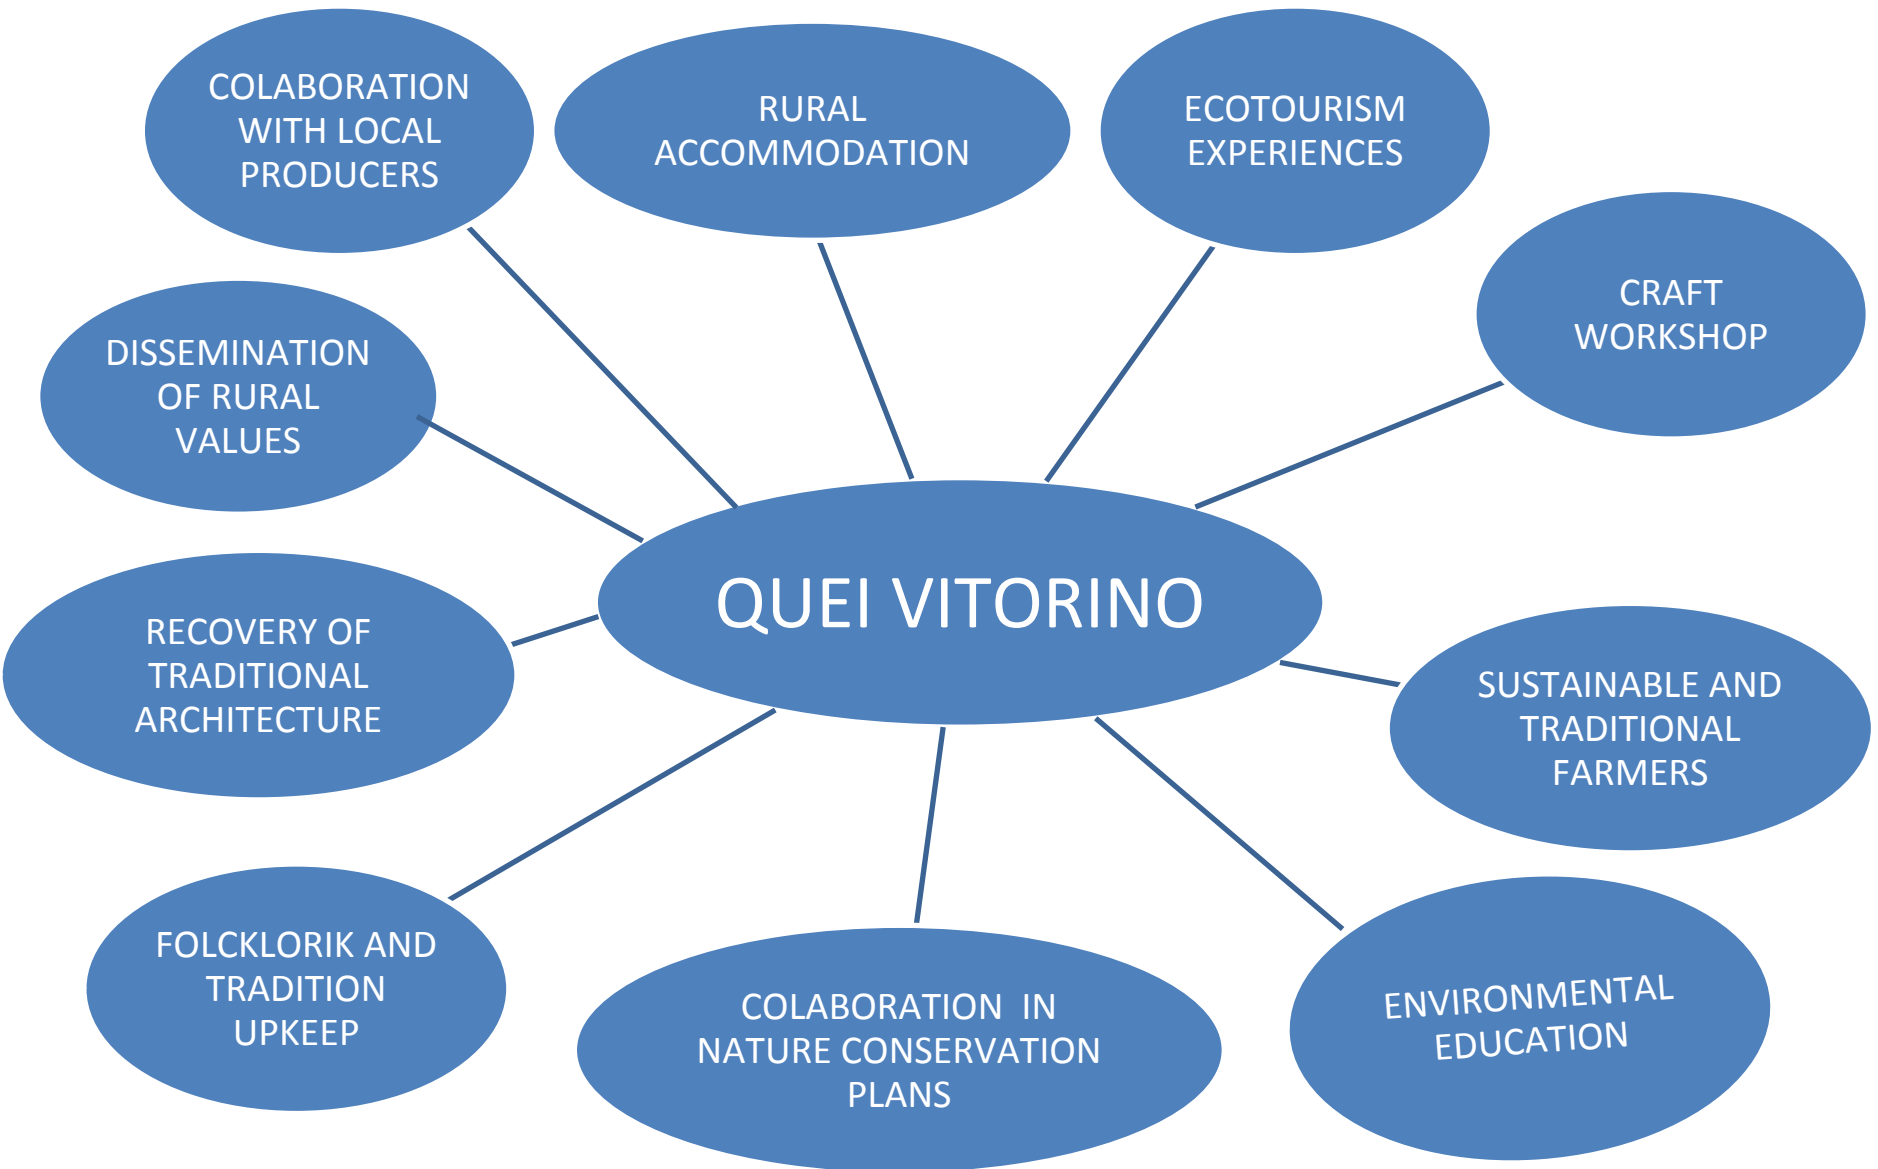 COLABORATION
WITH LOCAL
PRODUCERS
RURAL
ACCOMMODATION
ECOTOURISM
EXPERIENCES
CRAFT
WORKSHOP
DISSEMINATION
OF RURAL
VALUES
QUEI VITORINO
RECOVERY OF
TRADITIONAL
ARCHITECTURE
SUSTAINABLE AND
TRADITIONAL
FARMERS
FOLCKLORIK AND
TRADITION
UPKEEP
COLABORATION  IN
NATURE CONSERVATION
PLANS
ENVIRONMENTAL
EDUCATION